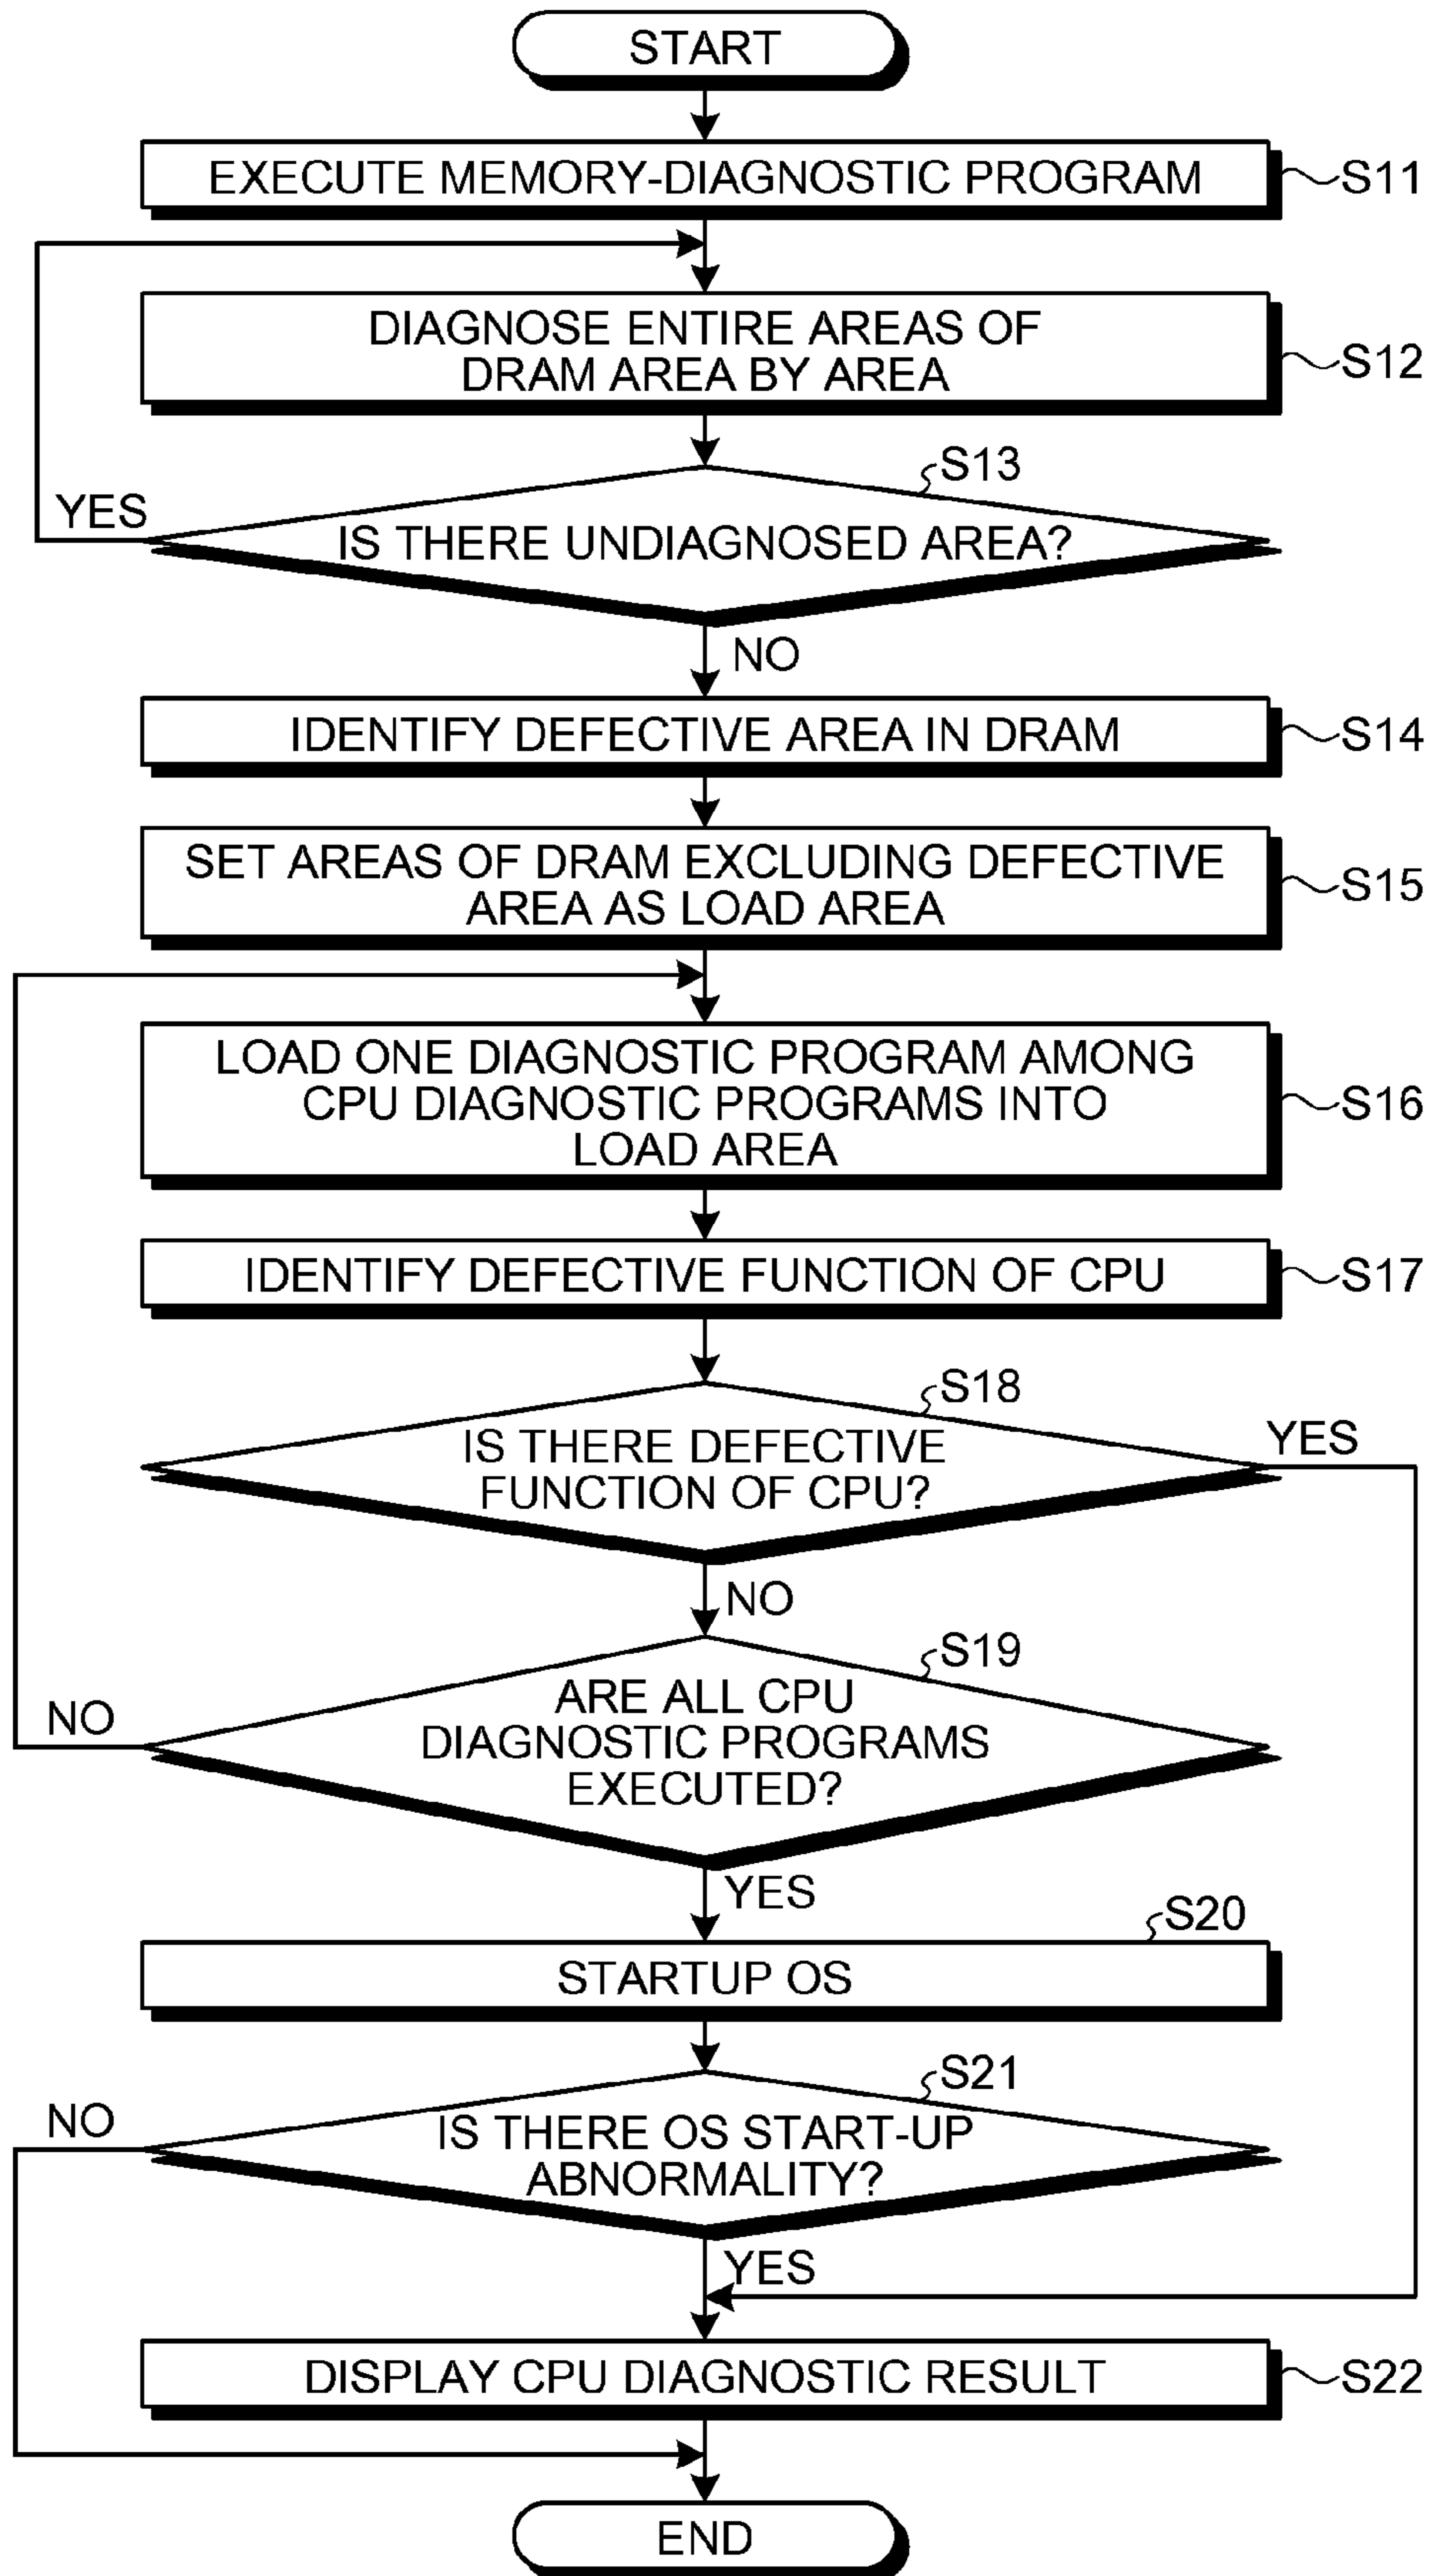 START
EXECUTE MEMORY-DIAGNOSTIC PROGRAM
S11
DIAGNOSE ENTIRE AREAS OF
DRAM AREA BY AREA
S12
S13
YES
IS THERE UNDIAGNOSED AREA?
NO
IDENTIFY DEFECTIVE AREA IN DRAM
S14
SET AREAS OF DRAM EXCLUDING DEFECTIVE
AREA AS LOAD AREA
S15
LOAD ONE DIAGNOSTIC PROGRAM AMONG
CPU DIAGNOSTIC PROGRAMS INTO
LOAD AREA
S16
IDENTIFY DEFECTIVE FUNCTION OF CPU
S17
S18
IS THERE DEFECTIVE
FUNCTION OF CPU?
YES
NO
S19
ARE ALL CPU
DIAGNOSTIC PROGRAMS
EXECUTED?
NO
YES
S20
STARTUP OS
S21
NO
IS THERE OS START-UP
ABNORMALITY?
YES
DISPLAY CPU DIAGNOSTIC RESULT
S22
END